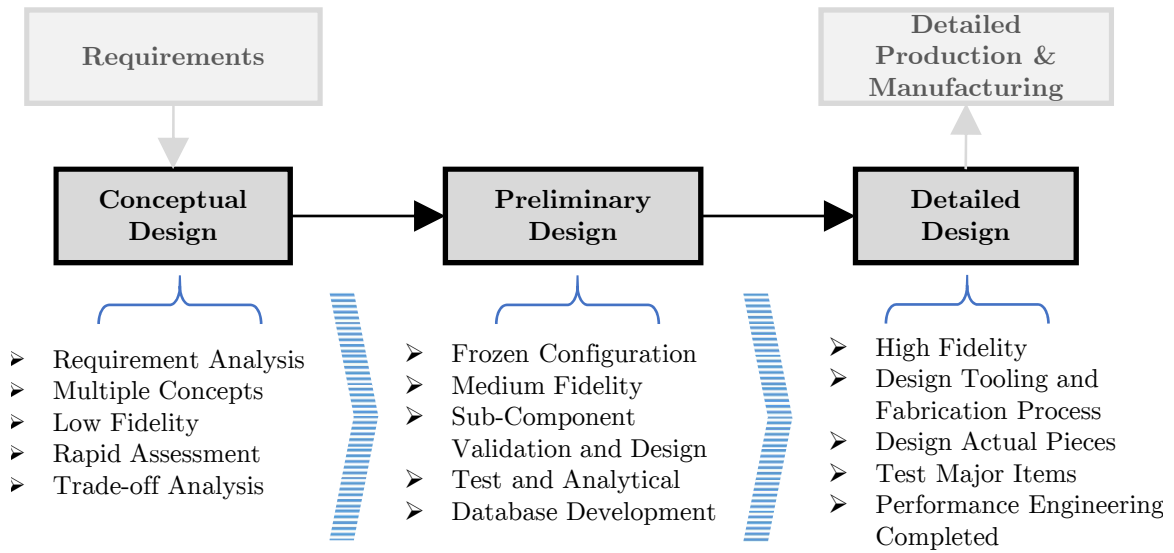 Requirements
Detailed
Production &
Manufacturing
Conceptual
Design
Preliminary
Design
Detailed
Design
➢ Requirement Analysis
➢ Multiple Concepts
➢ Low Fidelity
➢ Rapid Assessment
➢ Trade-off Analysis
➢ Frozen Configuration
➢ Medium Fidelity
➢ Sub-Component
Validation and Design
➢ Test and Analytical
➢ Database Development
➢ High Fidelity
➢ Design Tooling and
Fabrication Process
➢ Design Actual Pieces
➢ Test Major Items
➢ Performance Engineering
Completed